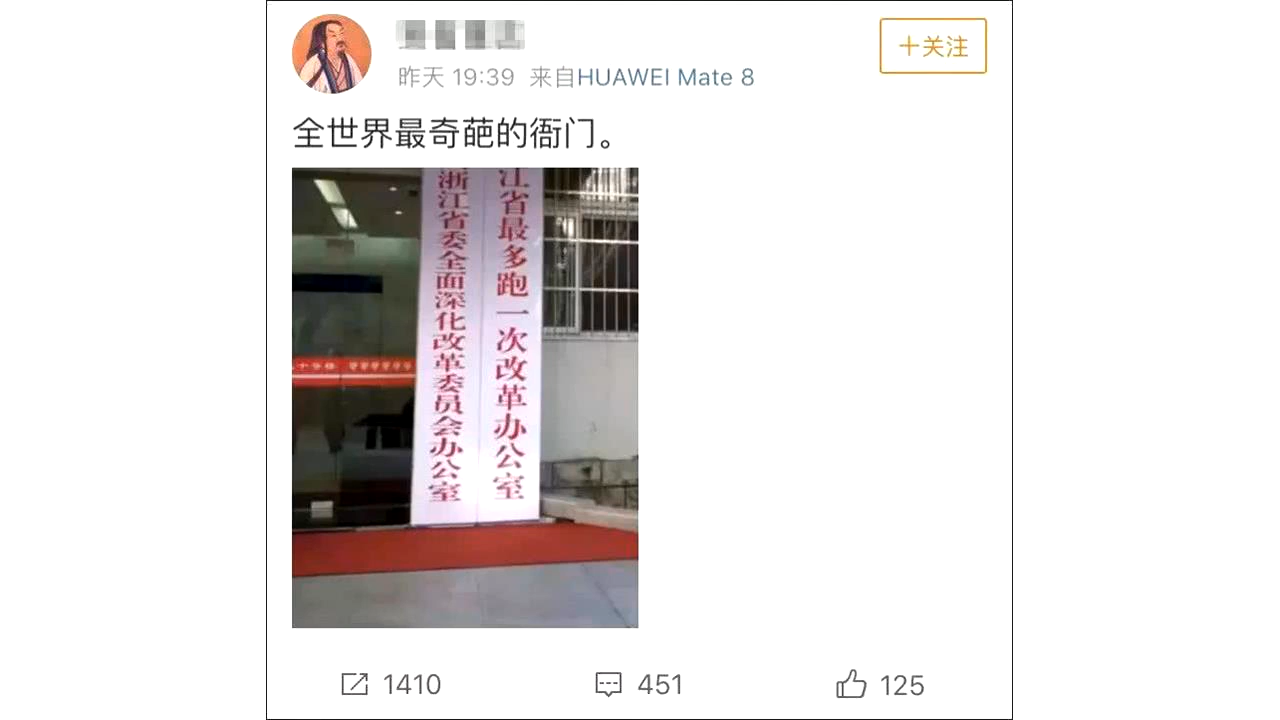 +关注
昨天 19:39 来自HUAWEI Mate 8
全世界最奇葩的衙门。
江省最多跑一次改革办公室
浙江省委全面深化改革委员会办公室
1410
451
125